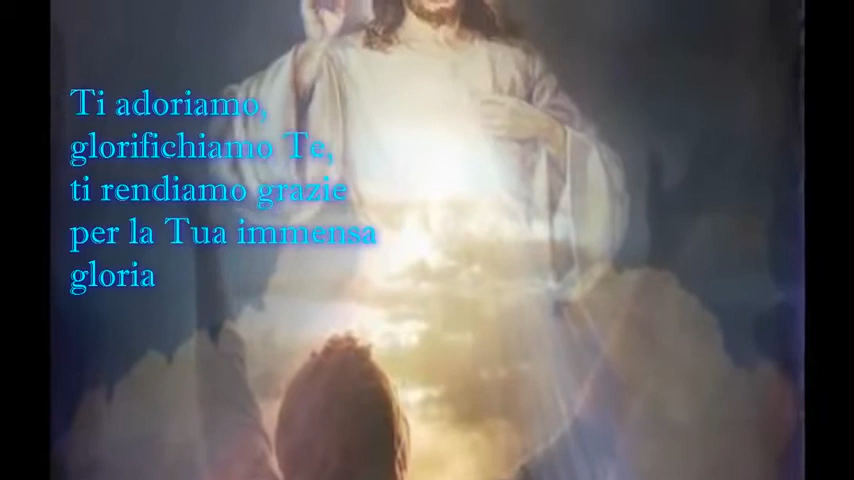 Ti adoriamo,
glorifichiamo Te,
ti rendiamo grazie
per la Tua immensa
gloria